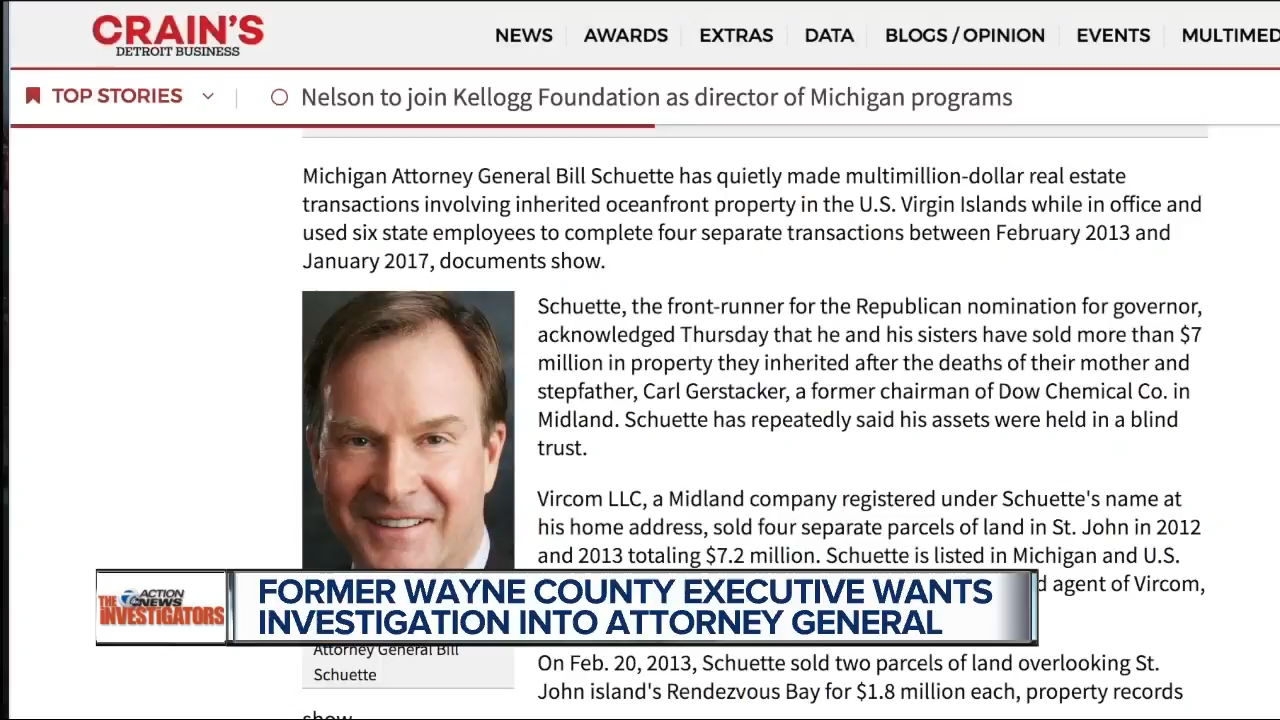 CRAIN'S
DETROIT BUSINESS
NEWS
AWARDS
EXTRAS
DATA
BLOGS / OPINION
EVENTS
MULTIMED
TOP STORIES
Nelson to join Kellogg Foundation as director of Michigan programs
Michigan Attorney General Bill Schuette has quietly made multimillion-dollar real estate
transactions involving inherited oceanfront property in the U.S. Virgin Islands while in office and
used six state employees to complete four separate transactions between February 2013 and
January 2017, documents show.
Schuette, the front-runner for the Republican nomination for governor,
acknowledged Thursday that he and his sisters have sold more than $7
million in property they inherited after the deaths of their mother and
stepfather, Carl Gerstacker, a former chairman of Dow Chemical Co. in
Midland. Schuette has repeatedly said his assets were held in a blind
trust.
Vircom LLC, a Midland company registered under Schuette's name at
his home address, sold four separate parcels of land in St. John in 2012
and 2013 totaling $7.2 million. Schuette is listed in Michigan and U.S.
d agent of Vircom,
THE 7 ACTION NEWS INVESTIGATORS
FORMER WAYNE COUNTY EXECUTIVE WANTS
INVESTIGATION INTO ATTORNEY GENERAL
Attorney General Bill
Schuette
On Feb. 20, 2013, Schuette sold two parcels of land overlooking St.
John island's Rendezvous Bay for $1.8 million each, property records
show